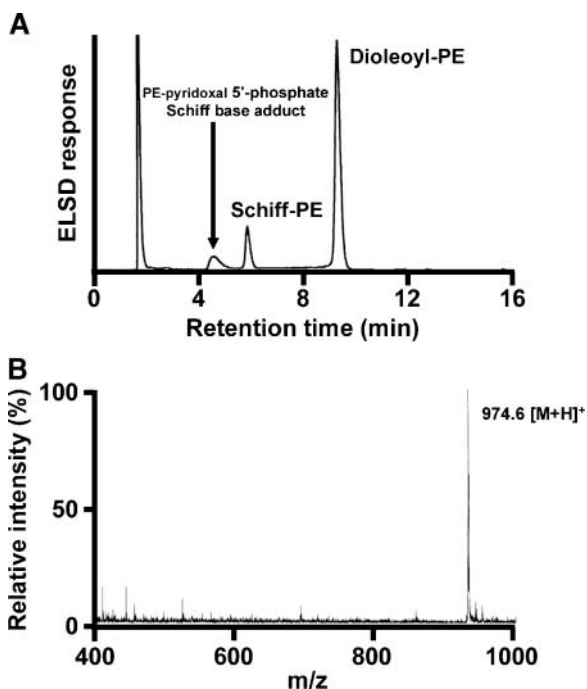 A
ELSD response
PE-pyridoxal 5'-phosphate
Schiff base adduct
Dioleoyl-PE
Schiff-PE
0 4 8 12 16
Retention time (min)
B
Relative intensity (%)
100
50
0
974.6 [M+H]+
400 600 800 1000
m/z